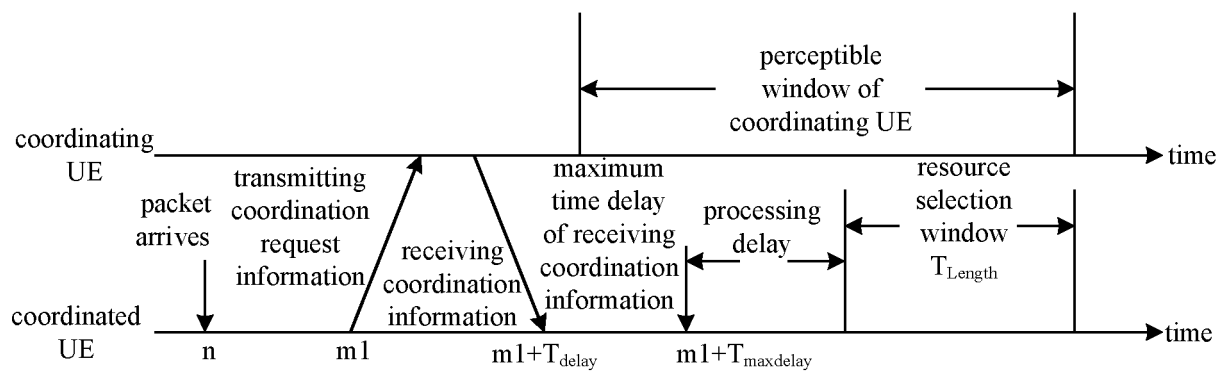 perceptible
window of
coordinating UE
coordinating
UE
time
packet
arrives
transmitting
coordination
request
information
receiving
coordination
information
maximum
time delay
of receiving
coordination
information
processing
delay
resource
selection
window
TLength
coordinated
UE
time
n
m1
m1+Tdelay
m1+Tmaxdelay